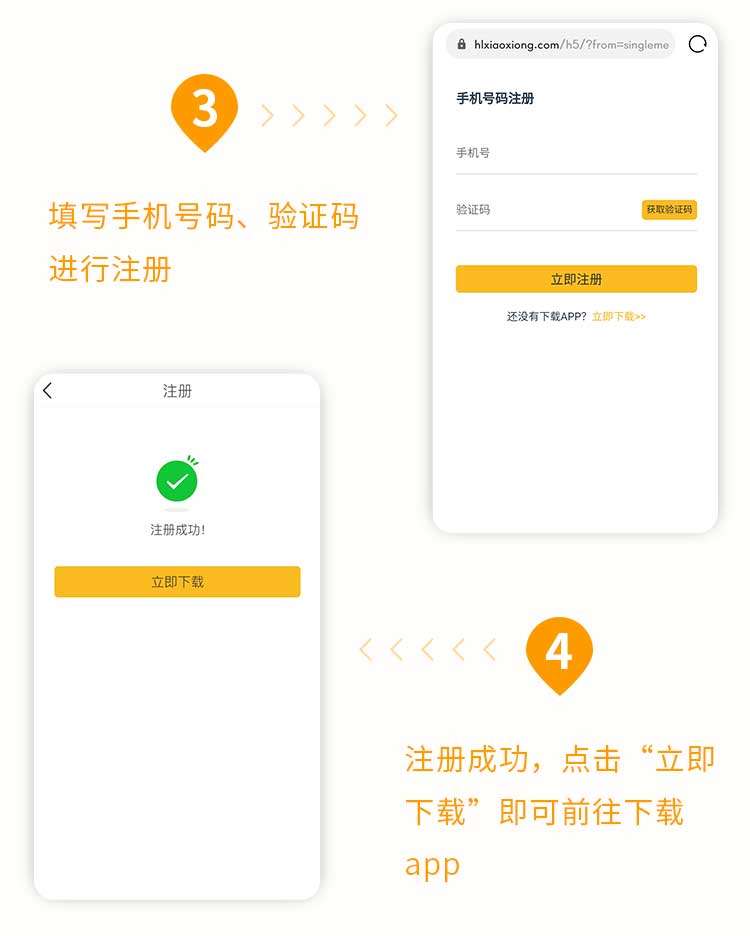 3
填写手机号码、验证码
进行注册
hlxiaoxiong.com/h5/?from=singleme
手机号码注册
手机号
验证码
获取验证码
立即注册
还没有下载APP? 立即下载>>
注册
注册成功!
立即下载
4
注册成功，点击“立即
下载”即可前往下载
app